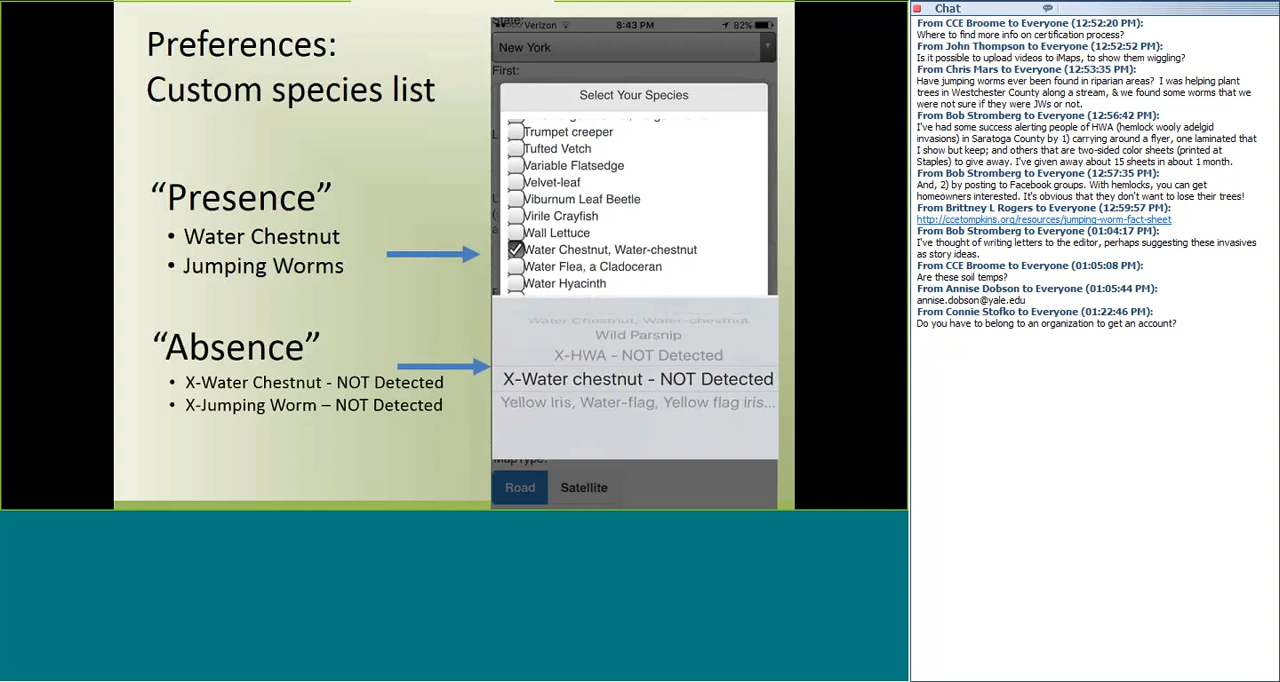 Preferences:
Custom species list
“Presence”
• Water Chestnut
• Jumping Worms
“Absence”
• X-Water Chestnut - NOT Detected
• X-Jumping Worm – NOT Detected
Verizon 8:43 PM 82%
State:
New York
First:
Select Your Species
Trumpet creeper
Tufted Vetch
Variable Flatsedge
Velvet-leaf
Viburnum Leaf Beetle
Virile Crayfish
Wall Lettuce
Water Chestnut, Water-chestnut
Water Flea, a Cladoceran
Water Hyacinth
Water Chestnut, Water-chestnut
Wild Parsnip
X-HWA - NOT Detected
X-Water chestnut - NOT Detected
Yellow Iris, Water-flag, Yellow flag iris...
MapType:
Road Satellite
Chat
From CCE Broome to Everyone (12:52:20 PM):
Where to find more info on certification process?
From John Thompson to Everyone (12:52:52 PM):
Is it possible to upload videos to iMaps, to show them wiggling?
From Chris Mars to Everyone (12:53:35 PM):
Have jumping worms ever been found in riparian areas? I was helping plant
trees in Westchester County along a stream, & we found some worms that we
were not sure if they were JWs or not.
From Bob Stromberg to Everyone (12:56:42 PM):
I've had some success alerting people of HWA (hemlock wooly adelgid
invasions) in Saratoga County by 1) carrying around a flyer, one laminated that
I show but keep; and others that are two-sided color sheets (printed at
Staples) to give away. I've given away about 15 sheets in about 1 month.
From Bob Stromberg to Everyone (12:57:35 PM):
And, 2) by posting to Facebook groups. With hemlocks, you can get
homeowners interested. It's obvious that they don't want to lose their trees!
From Brittney L Rogers to Everyone (12:59:57 PM):
http://ccetompkins.org/resources/jumping-worm-fact-sheet
From Bob Stromberg to Everyone (01:04:17 PM):
I've thought of writing letters to the editor, perhaps suggesting these invasives
as story ideas.
From CCE Broome to Everyone (01:05:08 PM):
Are these soil temps?
From Annise Dobson to Everyone (01:05:44 PM):
annise.dobson@yale.edu
From Connie Stofko to Everyone (01:22:46 PM):
Do you have to belong to an organization to get an account?